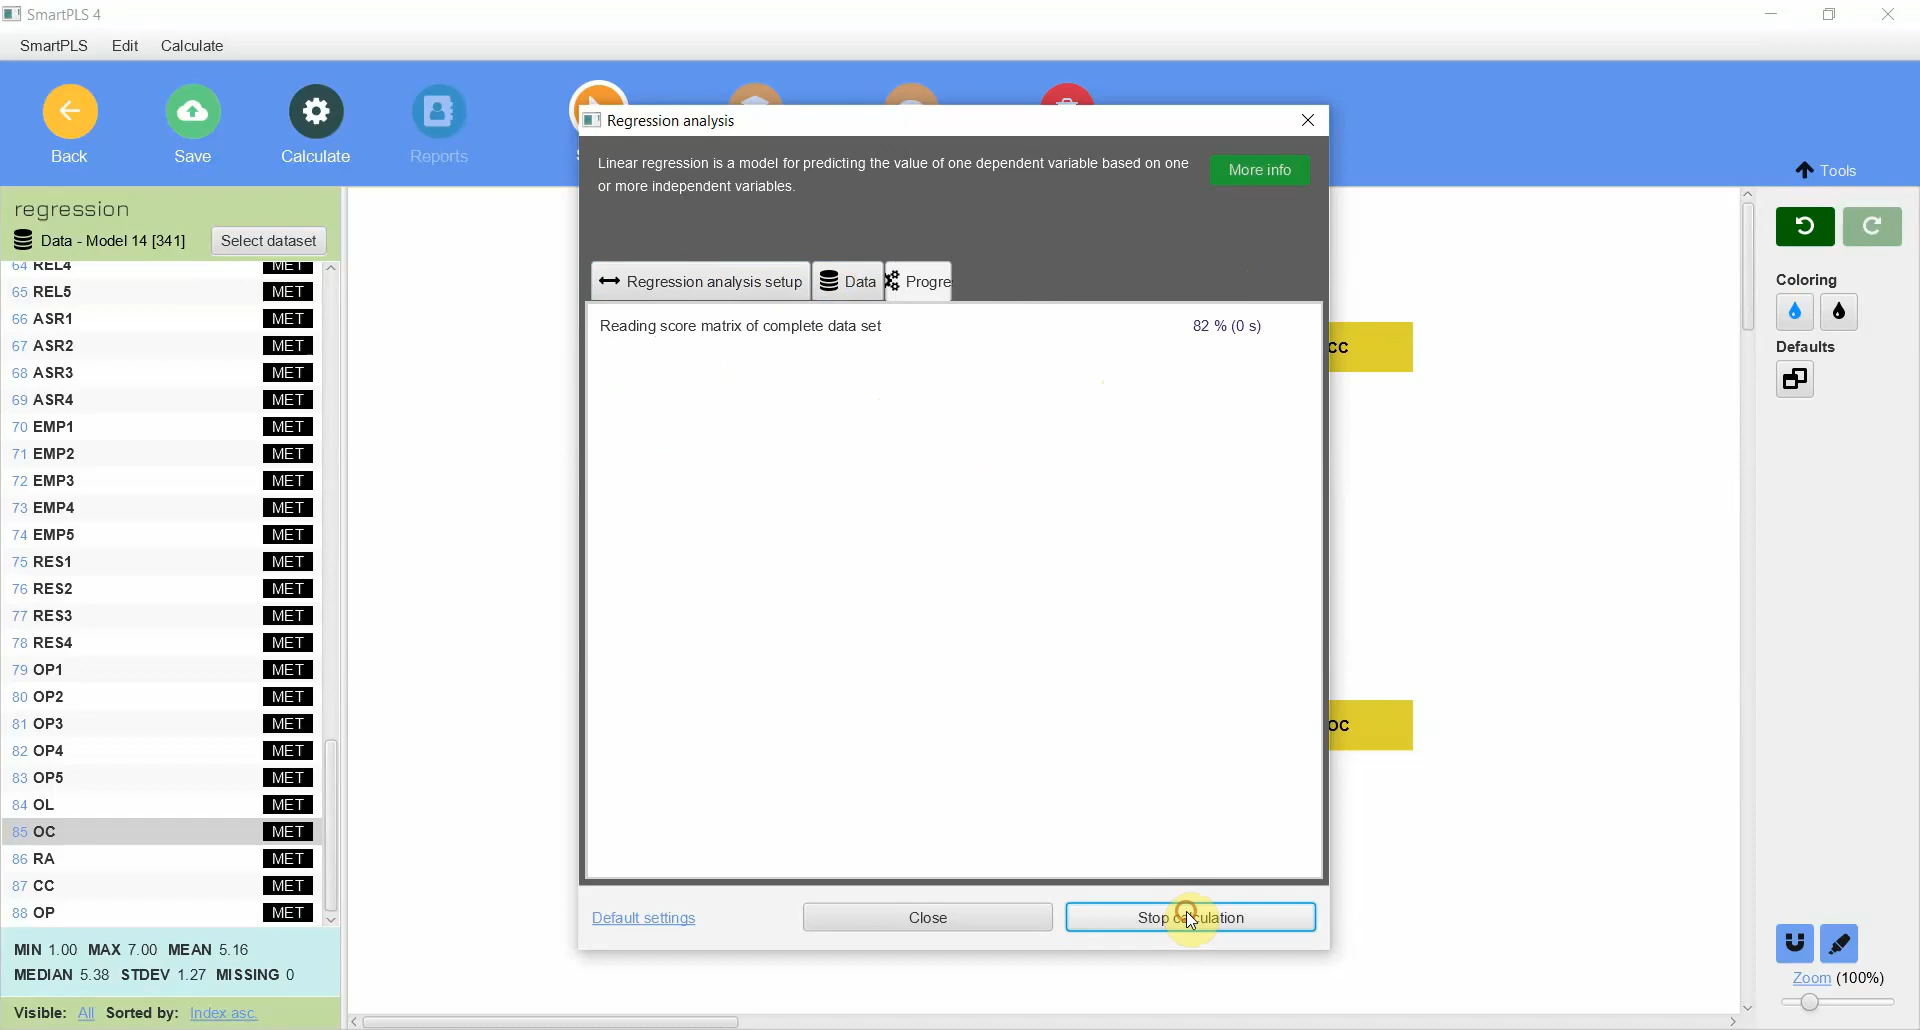 SmartPLS 4
SmartPLS Edit Calculate
Back Save Calculate Reports
Tools
regression
Data - Model 14 [341] Select dataset
64 REL4 MET
65 REL5 MET
66 ASR1 MET
67 ASR2 MET
68 ASR3 MET
69 ASR4 MET
70 EMP1 MET
71 EMP2 MET
72 EMP3 MET
73 EMP4 MET
74 EMP5 MET
75 RES1 MET
76 RES2 MET
77 RES3 MET
78 RES4 MET
79 OP1 MET
80 OP2 MET
81 OP3 MET
82 OP4 MET
83 OP5 MET
84 OL MET
85 OC MET
86 RA MET
87 CC MET
88 OP MET
MIN 1.00 MAX 7.00 MEAN 5.16
MEDIAN 5.38 STDEV 1.27 MISSING 0
Visible: All Sorted by: Index asc.
Regression analysis
Linear regression is a model for predicting the value of one dependent variable based on one
or more independent variables.
More info
Regression analysis setup Data Progre
Reading score matrix of complete data set 82 % (0 s)
Default settings Close Stop calculation
CC
OC
Coloring
Defaults
Zoom (100%)